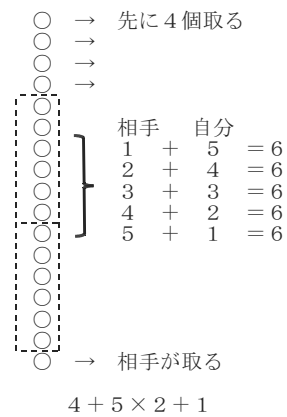 ○ → 先に４個取る
○ →
○ →
○ →
○
○ 相手 自分
○ 1 ＋ 5 ＝6
○ 2 ＋ 4 ＝6
○ 3 ＋ 3 ＝6
○ 4 ＋ 2 ＝6
○ 5 ＋ 1 ＝6
○
○
○
○
○
○ → 相手が取る
4＋5×2＋1